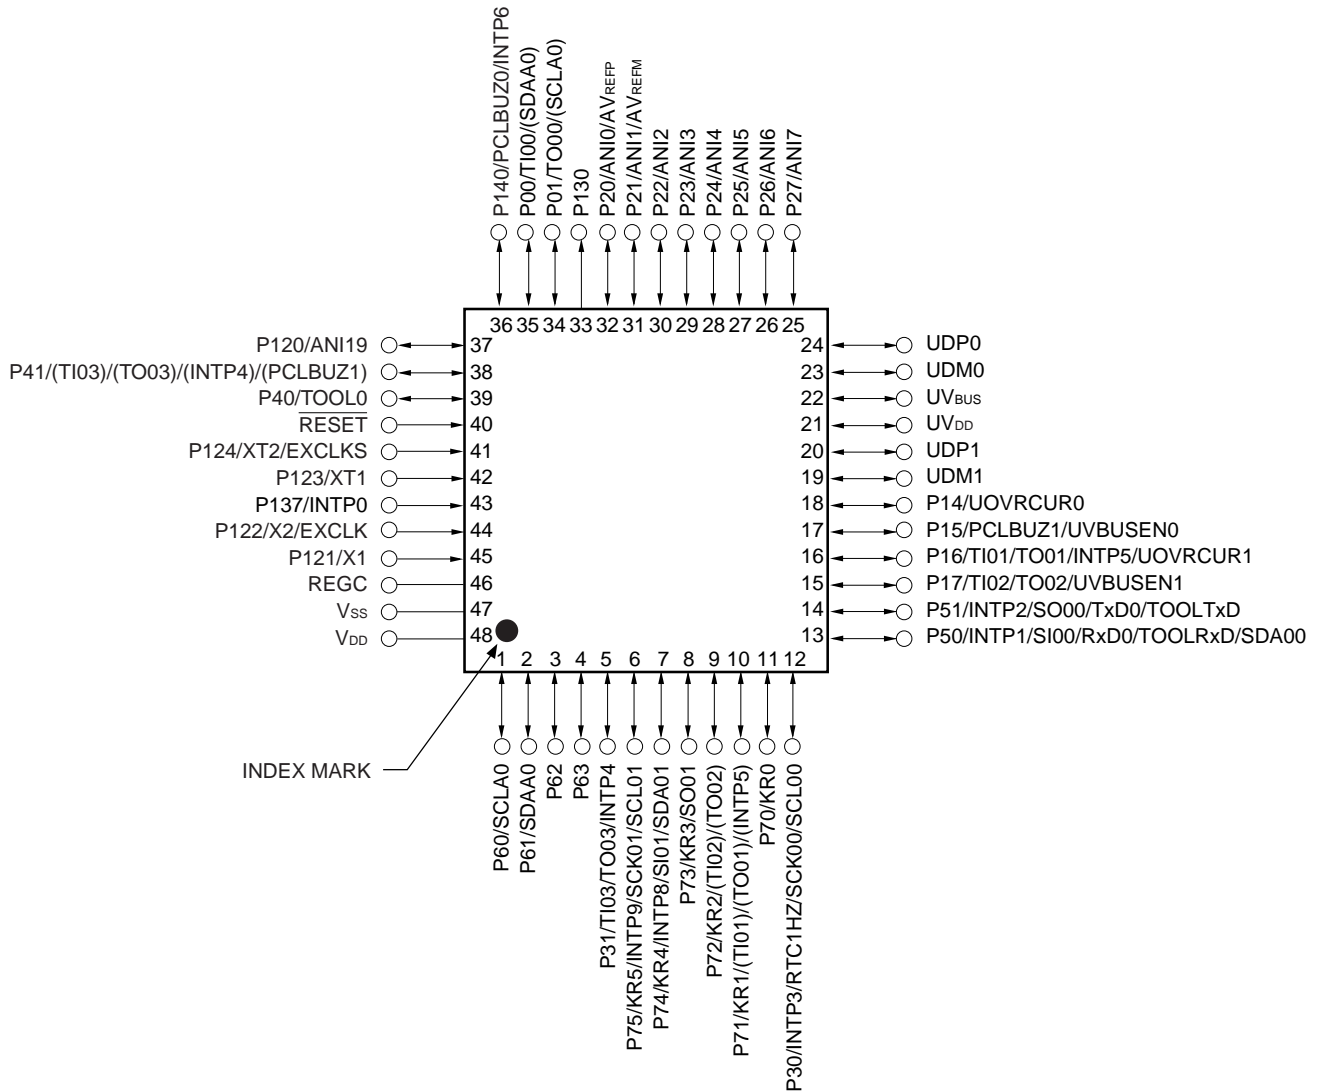 P140/PCLBUZ0/INTP6
P00/TI00/(SDAA0)
P01/TO00/(SCLA0)
P130
P20/ANI0/AVREFP
P21/ANI1/AVREFM
P22/ANI2
P23/ANI3
P24/ANI4
P25/ANI5
P26/ANI6
P27/ANI7
36 35 34 33 32 31 30 29 28 27 26 25
P120/ANI19 37
P41/(TI03)/(TO03)/(INTP4)/(PCLBUZ1) 38
P40/TOOL0 39
RESET 40
P124/XT2/EXCLKS 41
P123/XT1 42
P137/INTP0 43
P122/X2/EXCLK 44
P121/X1 45
REGC 46
VSS 47
VDD 48
24 UDP0
23 UDM0
22 UVBUS
21 UVDD
20 UDP1
19 UDM1
18 P14/UOVRCUR0
17 P15/PCLBUZ1/UVBUSEN0
16 P16/TI01/TO01/INTP5/UOVRCUR1
15 P17/TI02/TO02/UVBUSEN1
14 P51/INTP2/SO00/TxD0/TOOLTxD
13 P50/INTP1/SI00/RxD0/TOOLRxD/SDA00
1 2 3 4 5 6 7 8 9 10 11 12
INDEX MARK
P60/SCLA0
P61/SDAA0
P62
P63
P31/TI03/TO03/INTP4
P75/KR5/INTP9/SCK01/SCL01
P74/KR4/INTP8/SI01/SDA01
P73/KR3/SO01
P72/KR2/(TI02)/(TO02)
P71/KR1/(TI01)/(TO01)/(INTP5)
P70/KR0
P30/INTP3/RTC1HZ/SCK00/SCL00